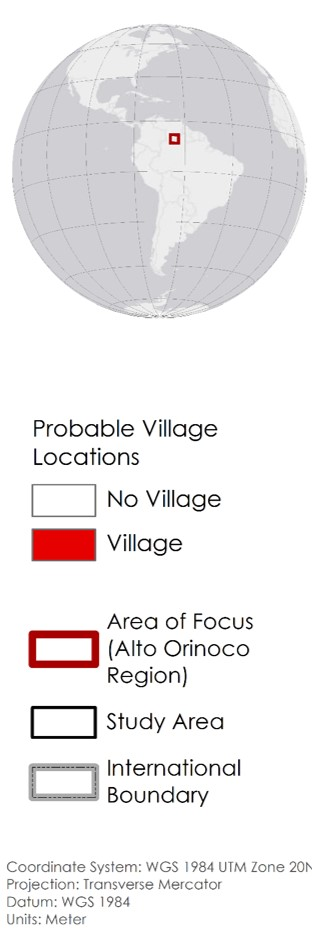 Probable Village
Locations
No Village
Village
Area of Focus
(Alto Orinoco
Region)
Study Area
International
Boundary
Coordinate System: WGS 1984 UTM Zone 20N
Projection: Transverse Mercator
Datum: WGS 1984
Units: Meter